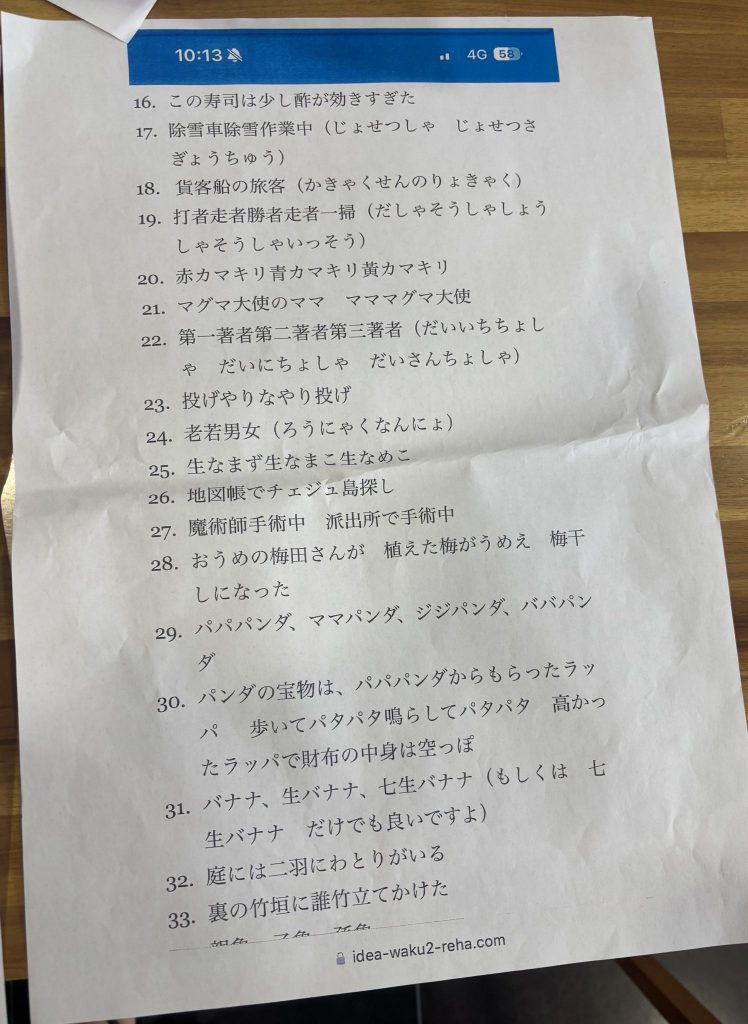 10:13
4G 58
16. この寿司は少し酢が効きすぎた
17. 除雪車除雪作業中（じょせつしゃ　じょせつさ
ぎょうちゅう）
18. 貨客船の旅客（かきゃくせんのりょきゃく）
19. 打者走者勝者走者一掃（だしゃそうしゃしょう
しゃそうしゃいっそう）
20. 赤カマキリ青カマキリ黄カマキリ
21. マグマ大使のママ　マママグマ大使
22. 第一著者第二著者第三著者（だいいちちょし
ゃ　だいにちょしゃ　だいさんちょしゃ）
23. 投げやりなやり投げ
24. 老若男女（ろうにゃくなんにょ）
25. 生なまず生なまこ生なめこ
26. 地図帳でチェジュ島探し
27. 魔術師手術中　派出所で手術中
28. おうめの梅田さんが　植えた梅がうめえ　梅干
しになった
29. パパパンダ、ママパンダ、ジジパンダ、ババパン
ダ
30. パンダの宝物は、パパパンダからもらったラッ
パ　歩いてパタパタ鳴らしてパタパタ　高かっ
たラッパで財布の中身は空っぽ
31. バナナ、生バナナ、七生バナナ（もしくは　七
生バナナ　だけでも良いですよ）
32. 庭には二羽にわとりがいる
33. 裏の竹垣に誰竹立てかけた
idea-waku2-reha.com